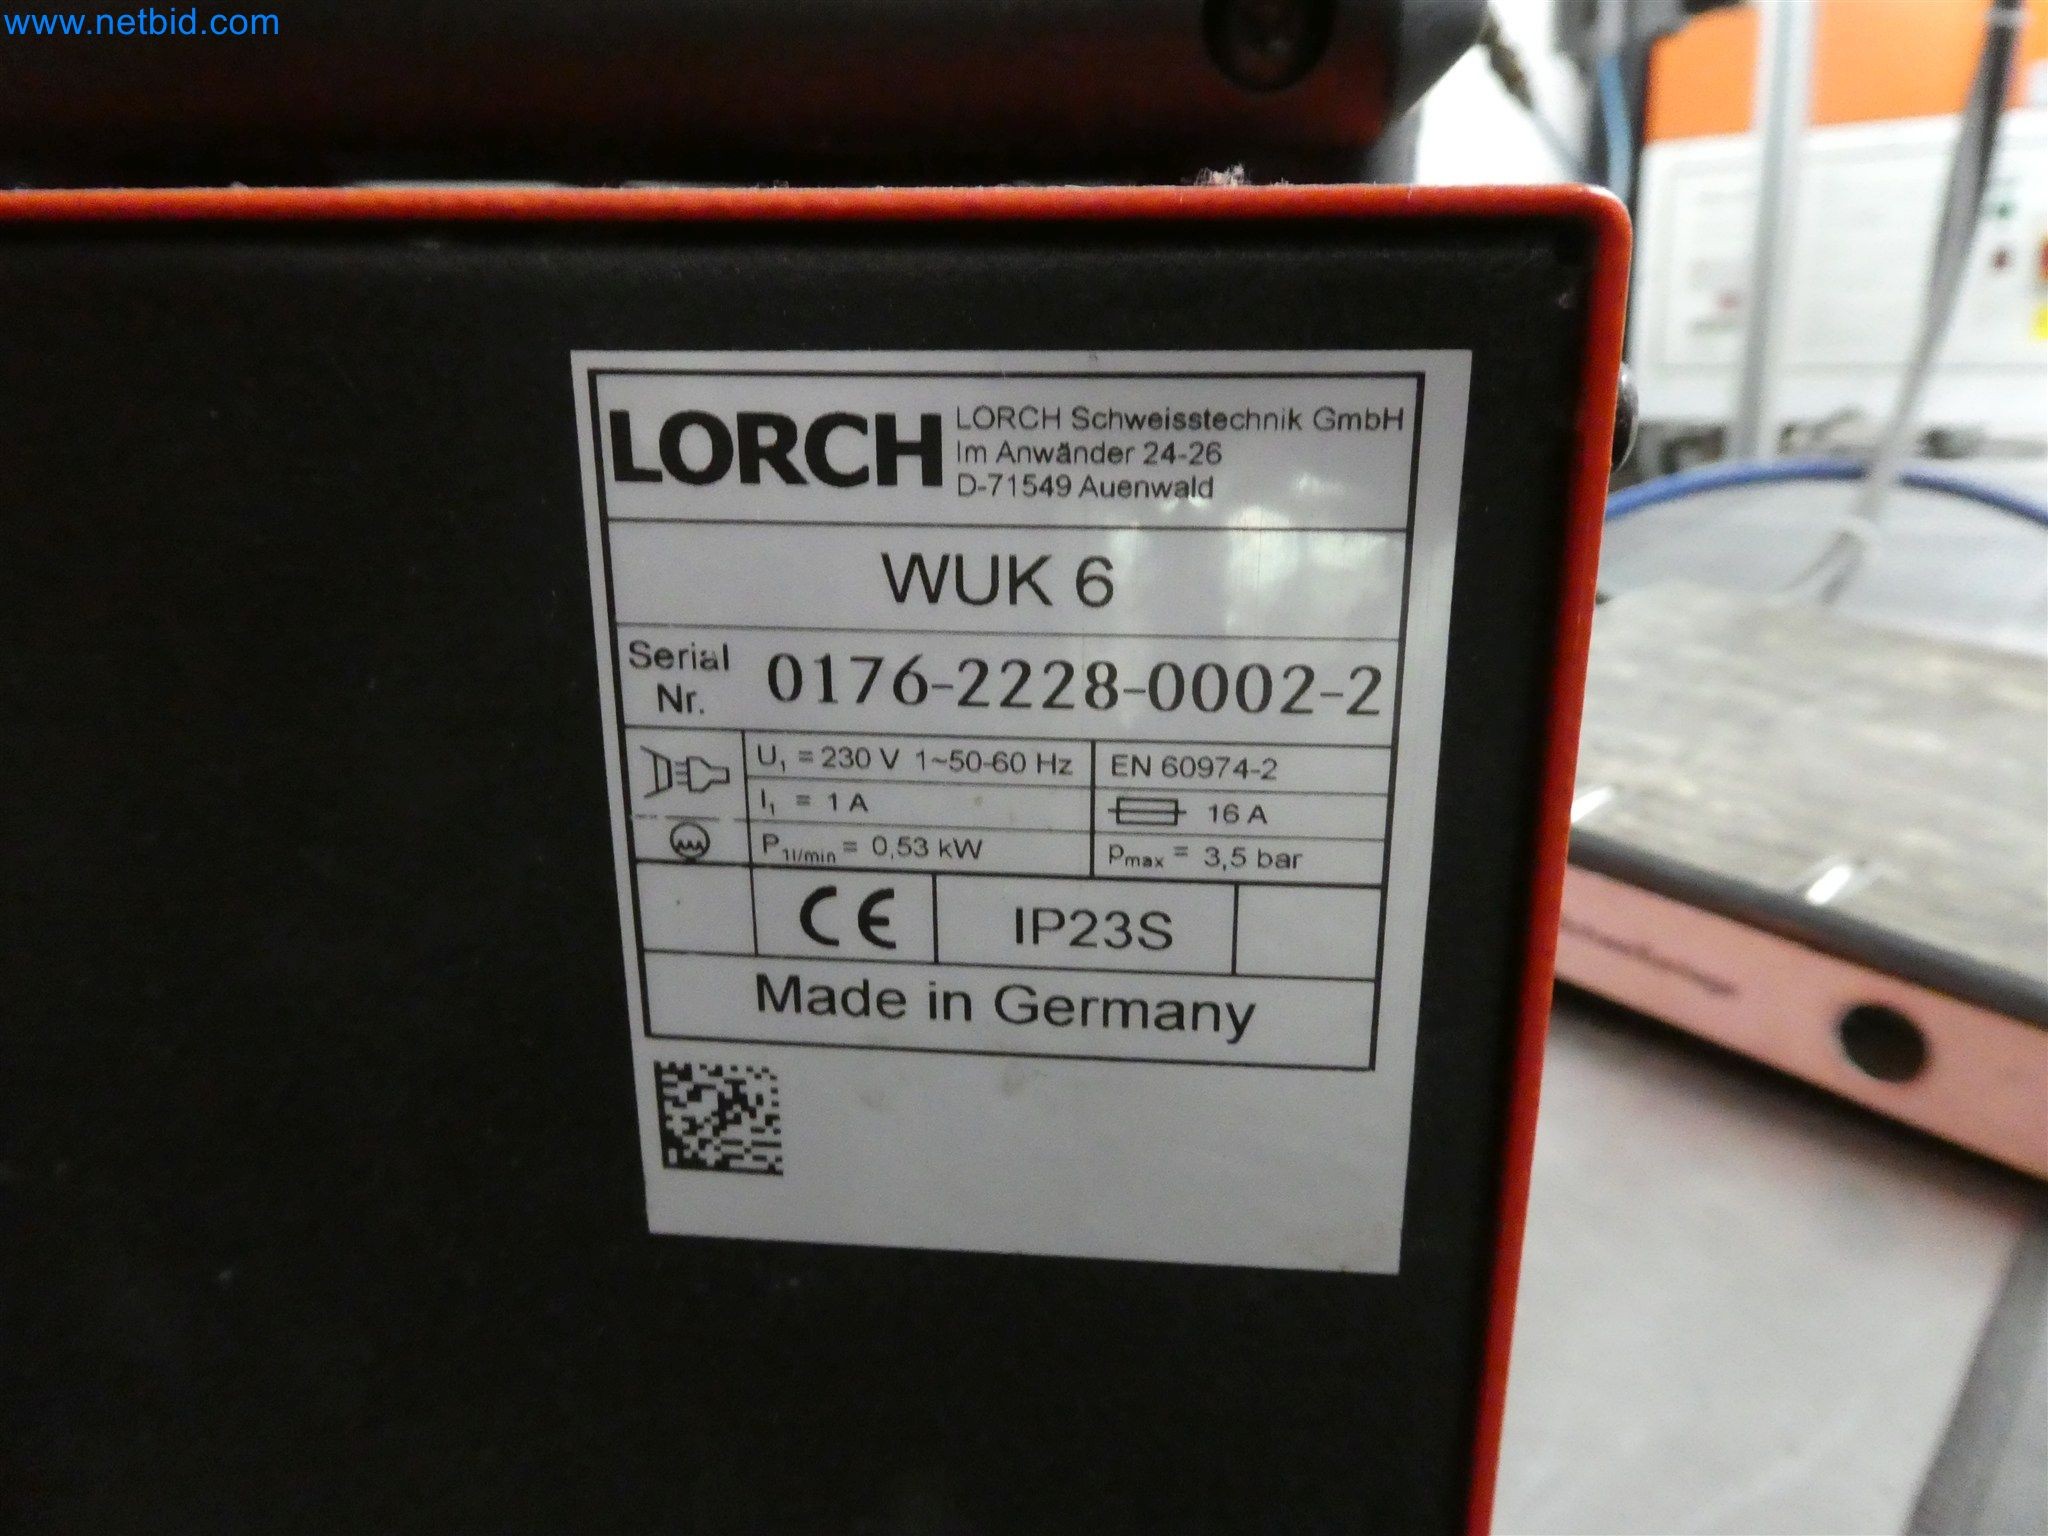 www.netbid.com
LORCH
LORCH Schweisstechnik GmbH
Im Anwänder 24-26
D-71549 Auenwald
WUK 6
Serial
Nr.
0176-2228-0002-2
U₁ = 230 V 1~50-60 Hz
EN 60974-2
I₁ = 1 A
16 A
P₁l/min = 0,53 kW
pmax = 3,5 bar
CE
IP23S
Made in Germany